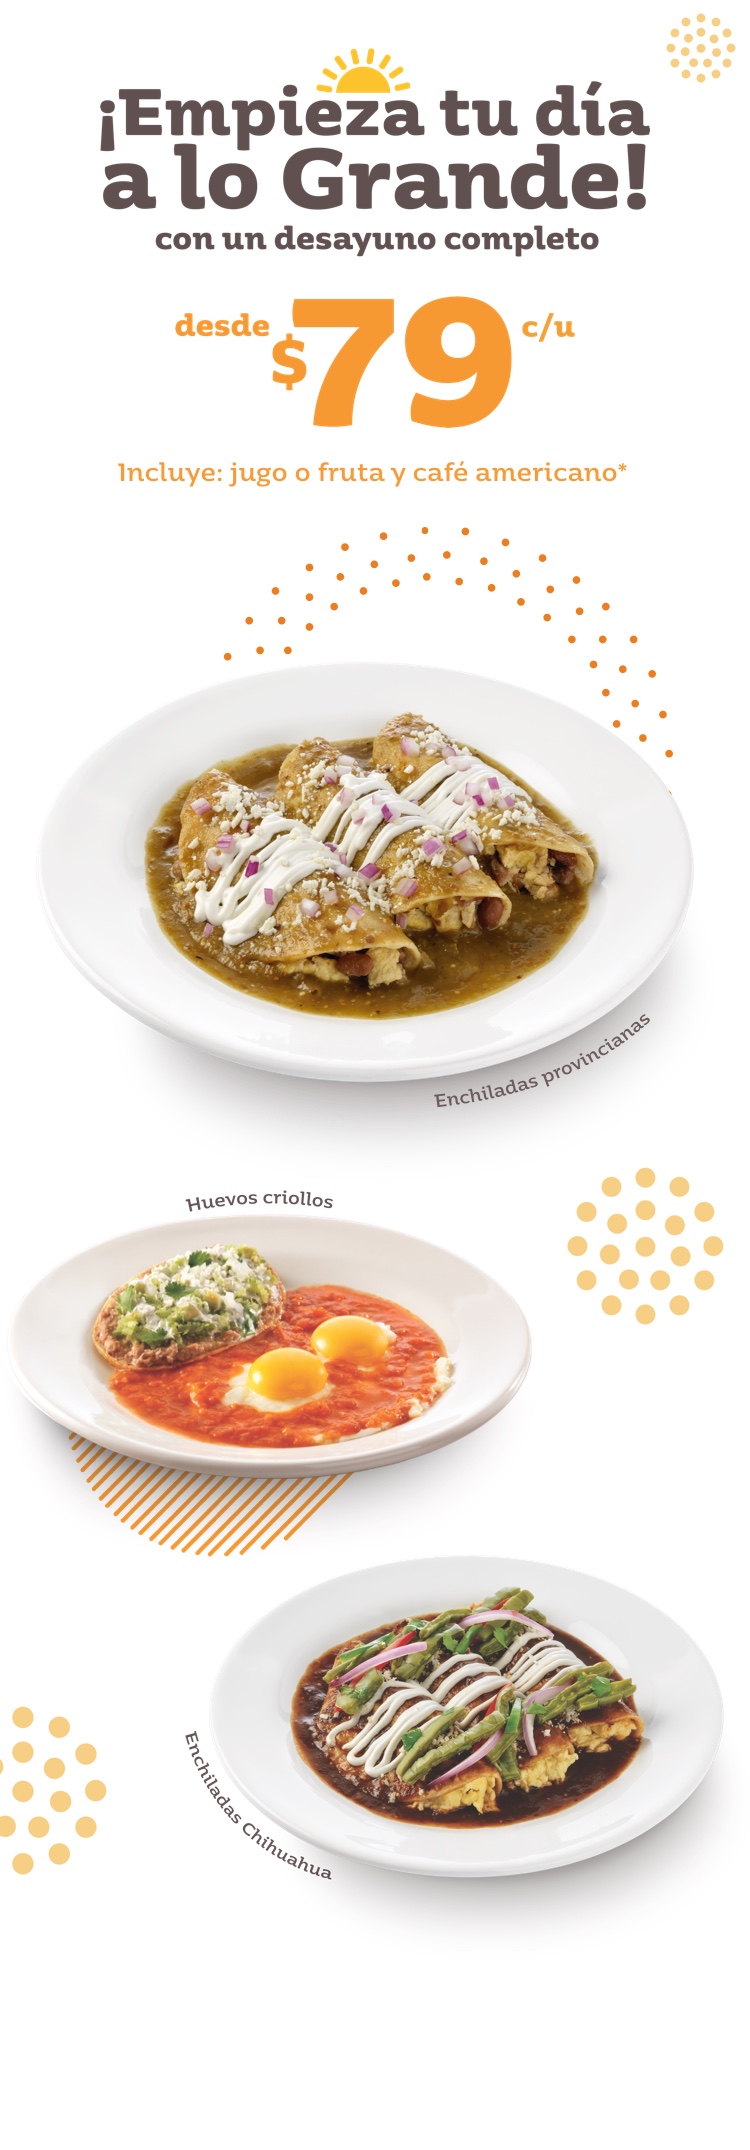 ¡Empieza tu día
a lo Grande!
con un desayuno completo
desde $79 c/u
Incluye: jugo o fruta y café americano*
Enchiladas provincianas
Huevos criollos
Enchiladas Chihuahua